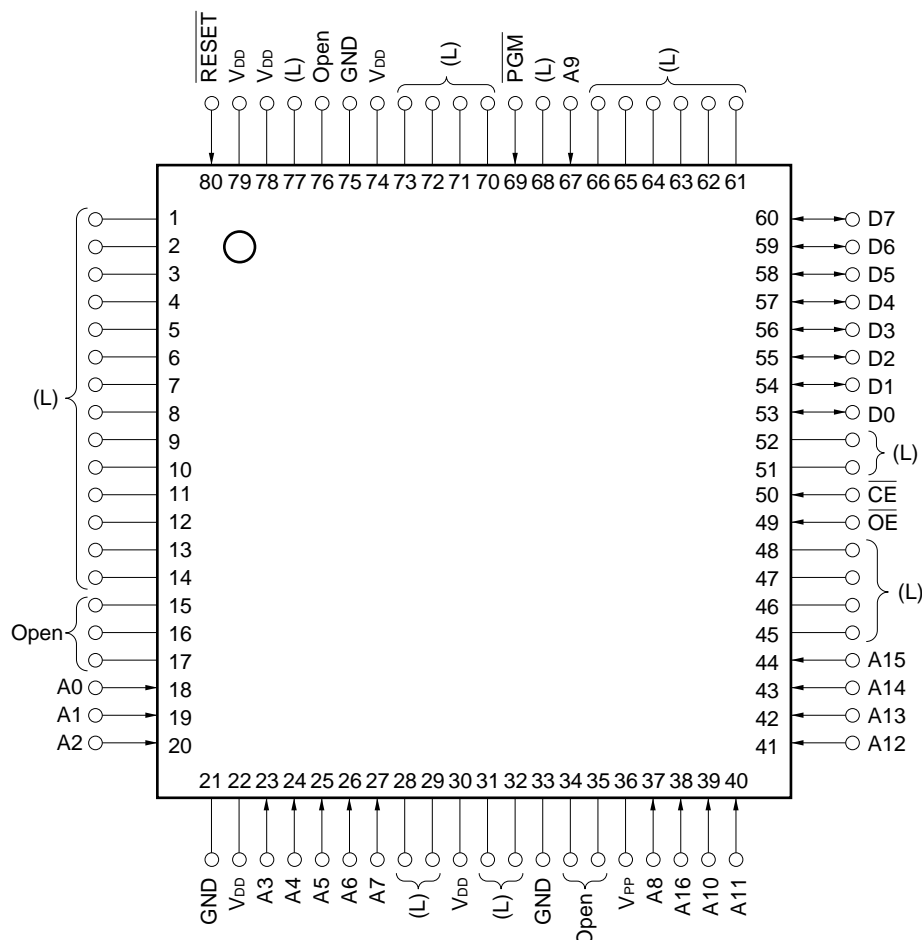 RESET
VDD
VDD
(L)
Open
GND
VDD
(L)
PGM
(L)
A9
(L)
80 79 78 77 76 75 74 73 72 71 70 69 68 67 66 65 64 63 62 61
(L)
1
2
3
4
5
6
7
8
9
10
11
12
13
14
Open
15
16
17
A0 18
A1 19
A2 20
60 D7
59 D6
58 D5
57 D4
56 D3
55 D2
54 D1
53 D0
52
51
(L)
50 CE
49 OE
48
47
46
45
(L)
44 A15
43 A14
42 A13
41 A12
21 22 23 24 25 26 27 28 29 30 31 32 33 34 35 36 37 38 39 40
GND
VDD
A3
A4
A5
A6
A7
(L)
VDD
(L)
GND
Open
VPP
A8
A16
A10
A11